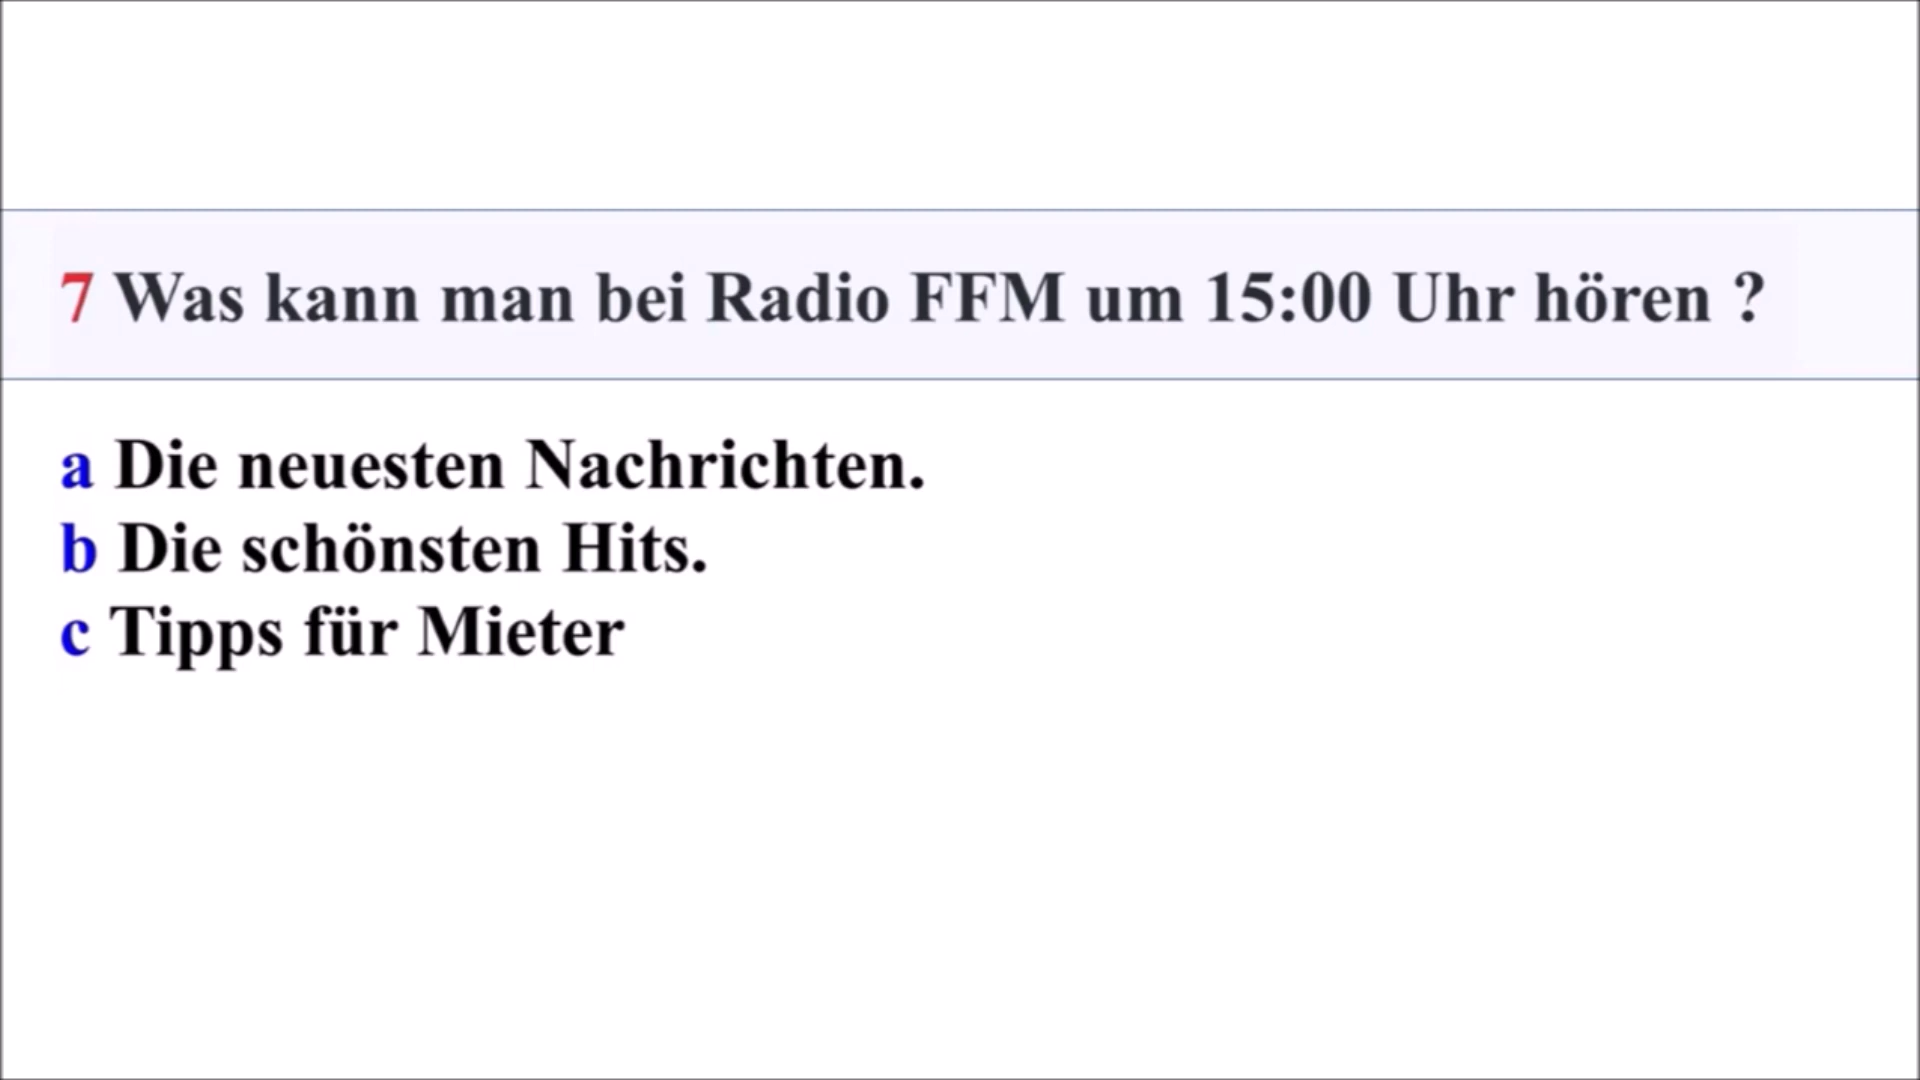 7 Was kann man bei Radio FFM um 15:00 Uhr hören ?
a Die neuesten Nachrichten.
b Die schönsten Hits.
c Tipps für Mieter